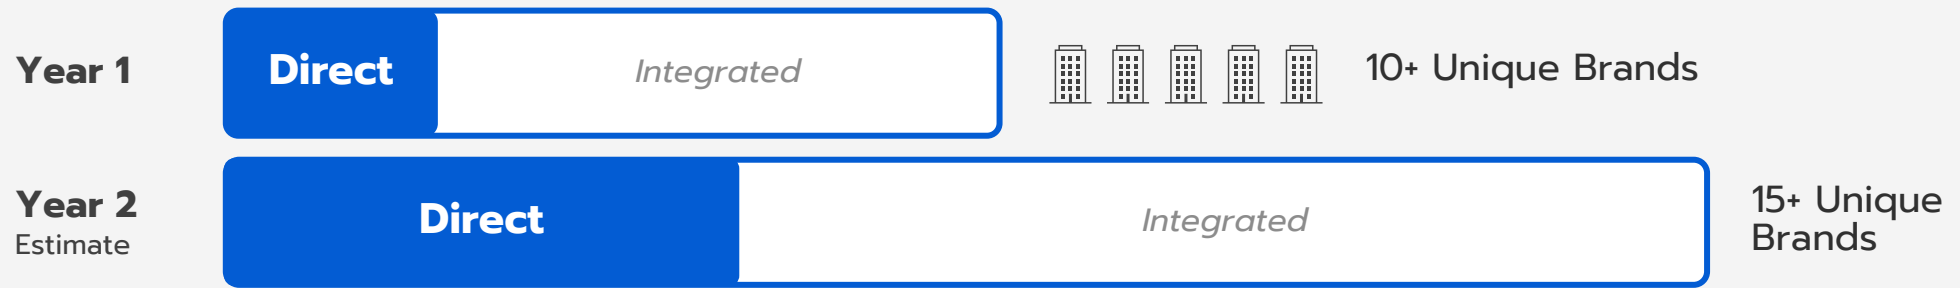 Year 1
Direct
Integrated
10+ Unique Brands
Year 2
Estimate
Direct
Integrated
15+ Unique
Brands